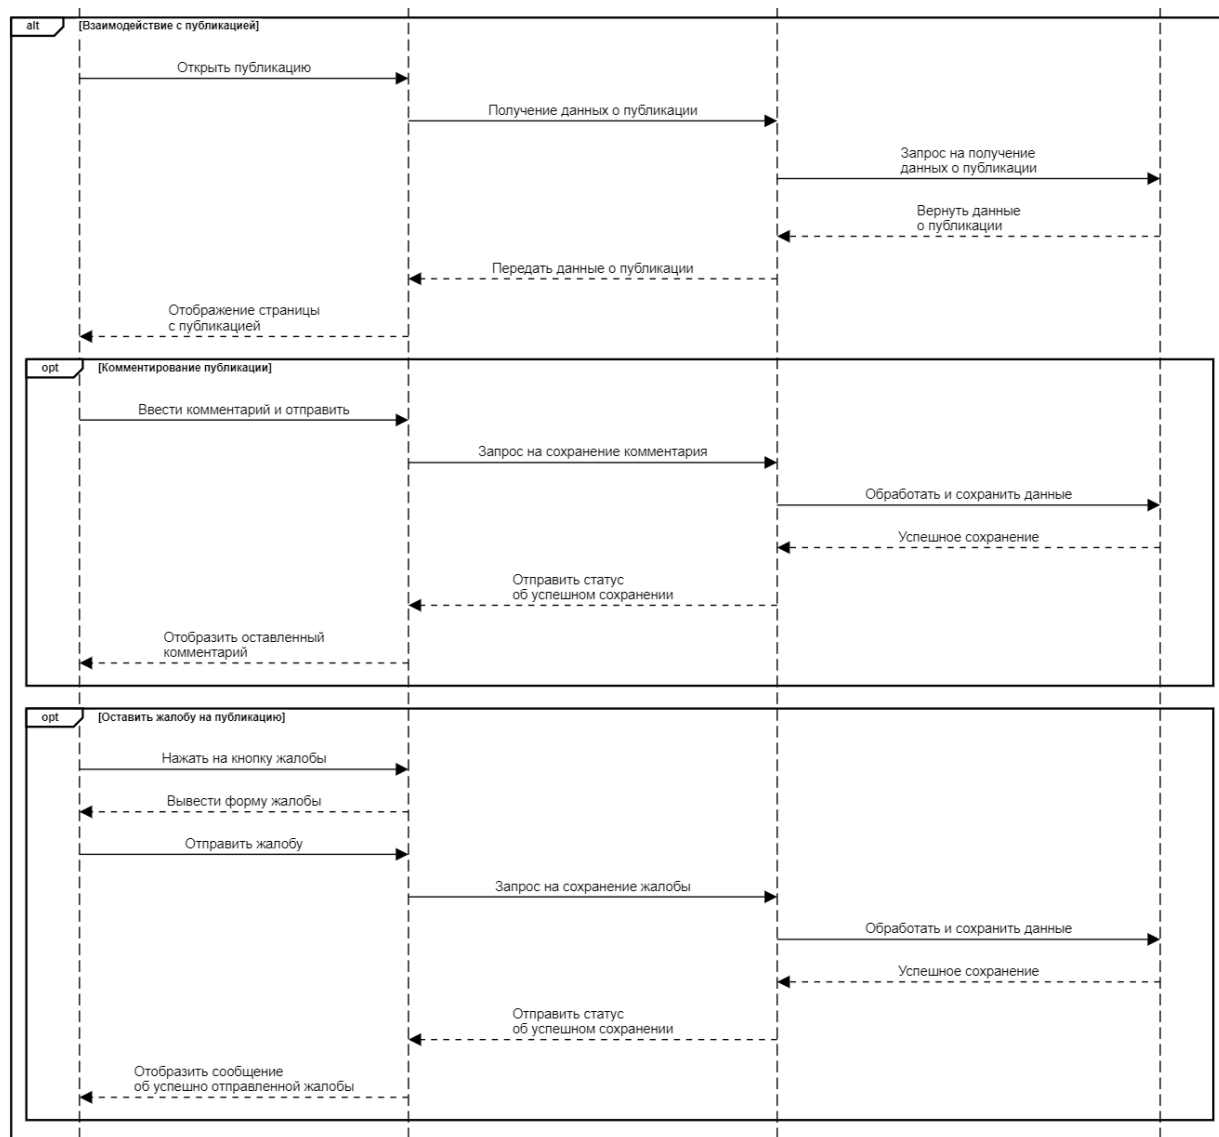 alt
[Взаимодействие с публикацией]
Открыть публикацию
Получение данных о публикации
Запрос на получение
данных о публикации
Вернуть данные
о публикации
Передать данные о публикации
Отображение страницы
с публикацией
opt
[Комментирование публикации]
Ввести комментарий и отправить
Запрос на сохранение комментария
Обработать и сохранить данные
Успешное сохранение
Отправить статус
об успешном сохранении
Отобразить оставленный
комментарий
opt
[Оставить жалобу на публикацию]
Нажать на кнопку жалобы
Вывести форму жалобы
Отправить жалобу
Запрос на сохранение жалобы
Обработать и сохранить данные
Успешное сохранение
Отправить статус
об успешном сохранении
Отобразить сообщение
об успешно отправленной жалобы